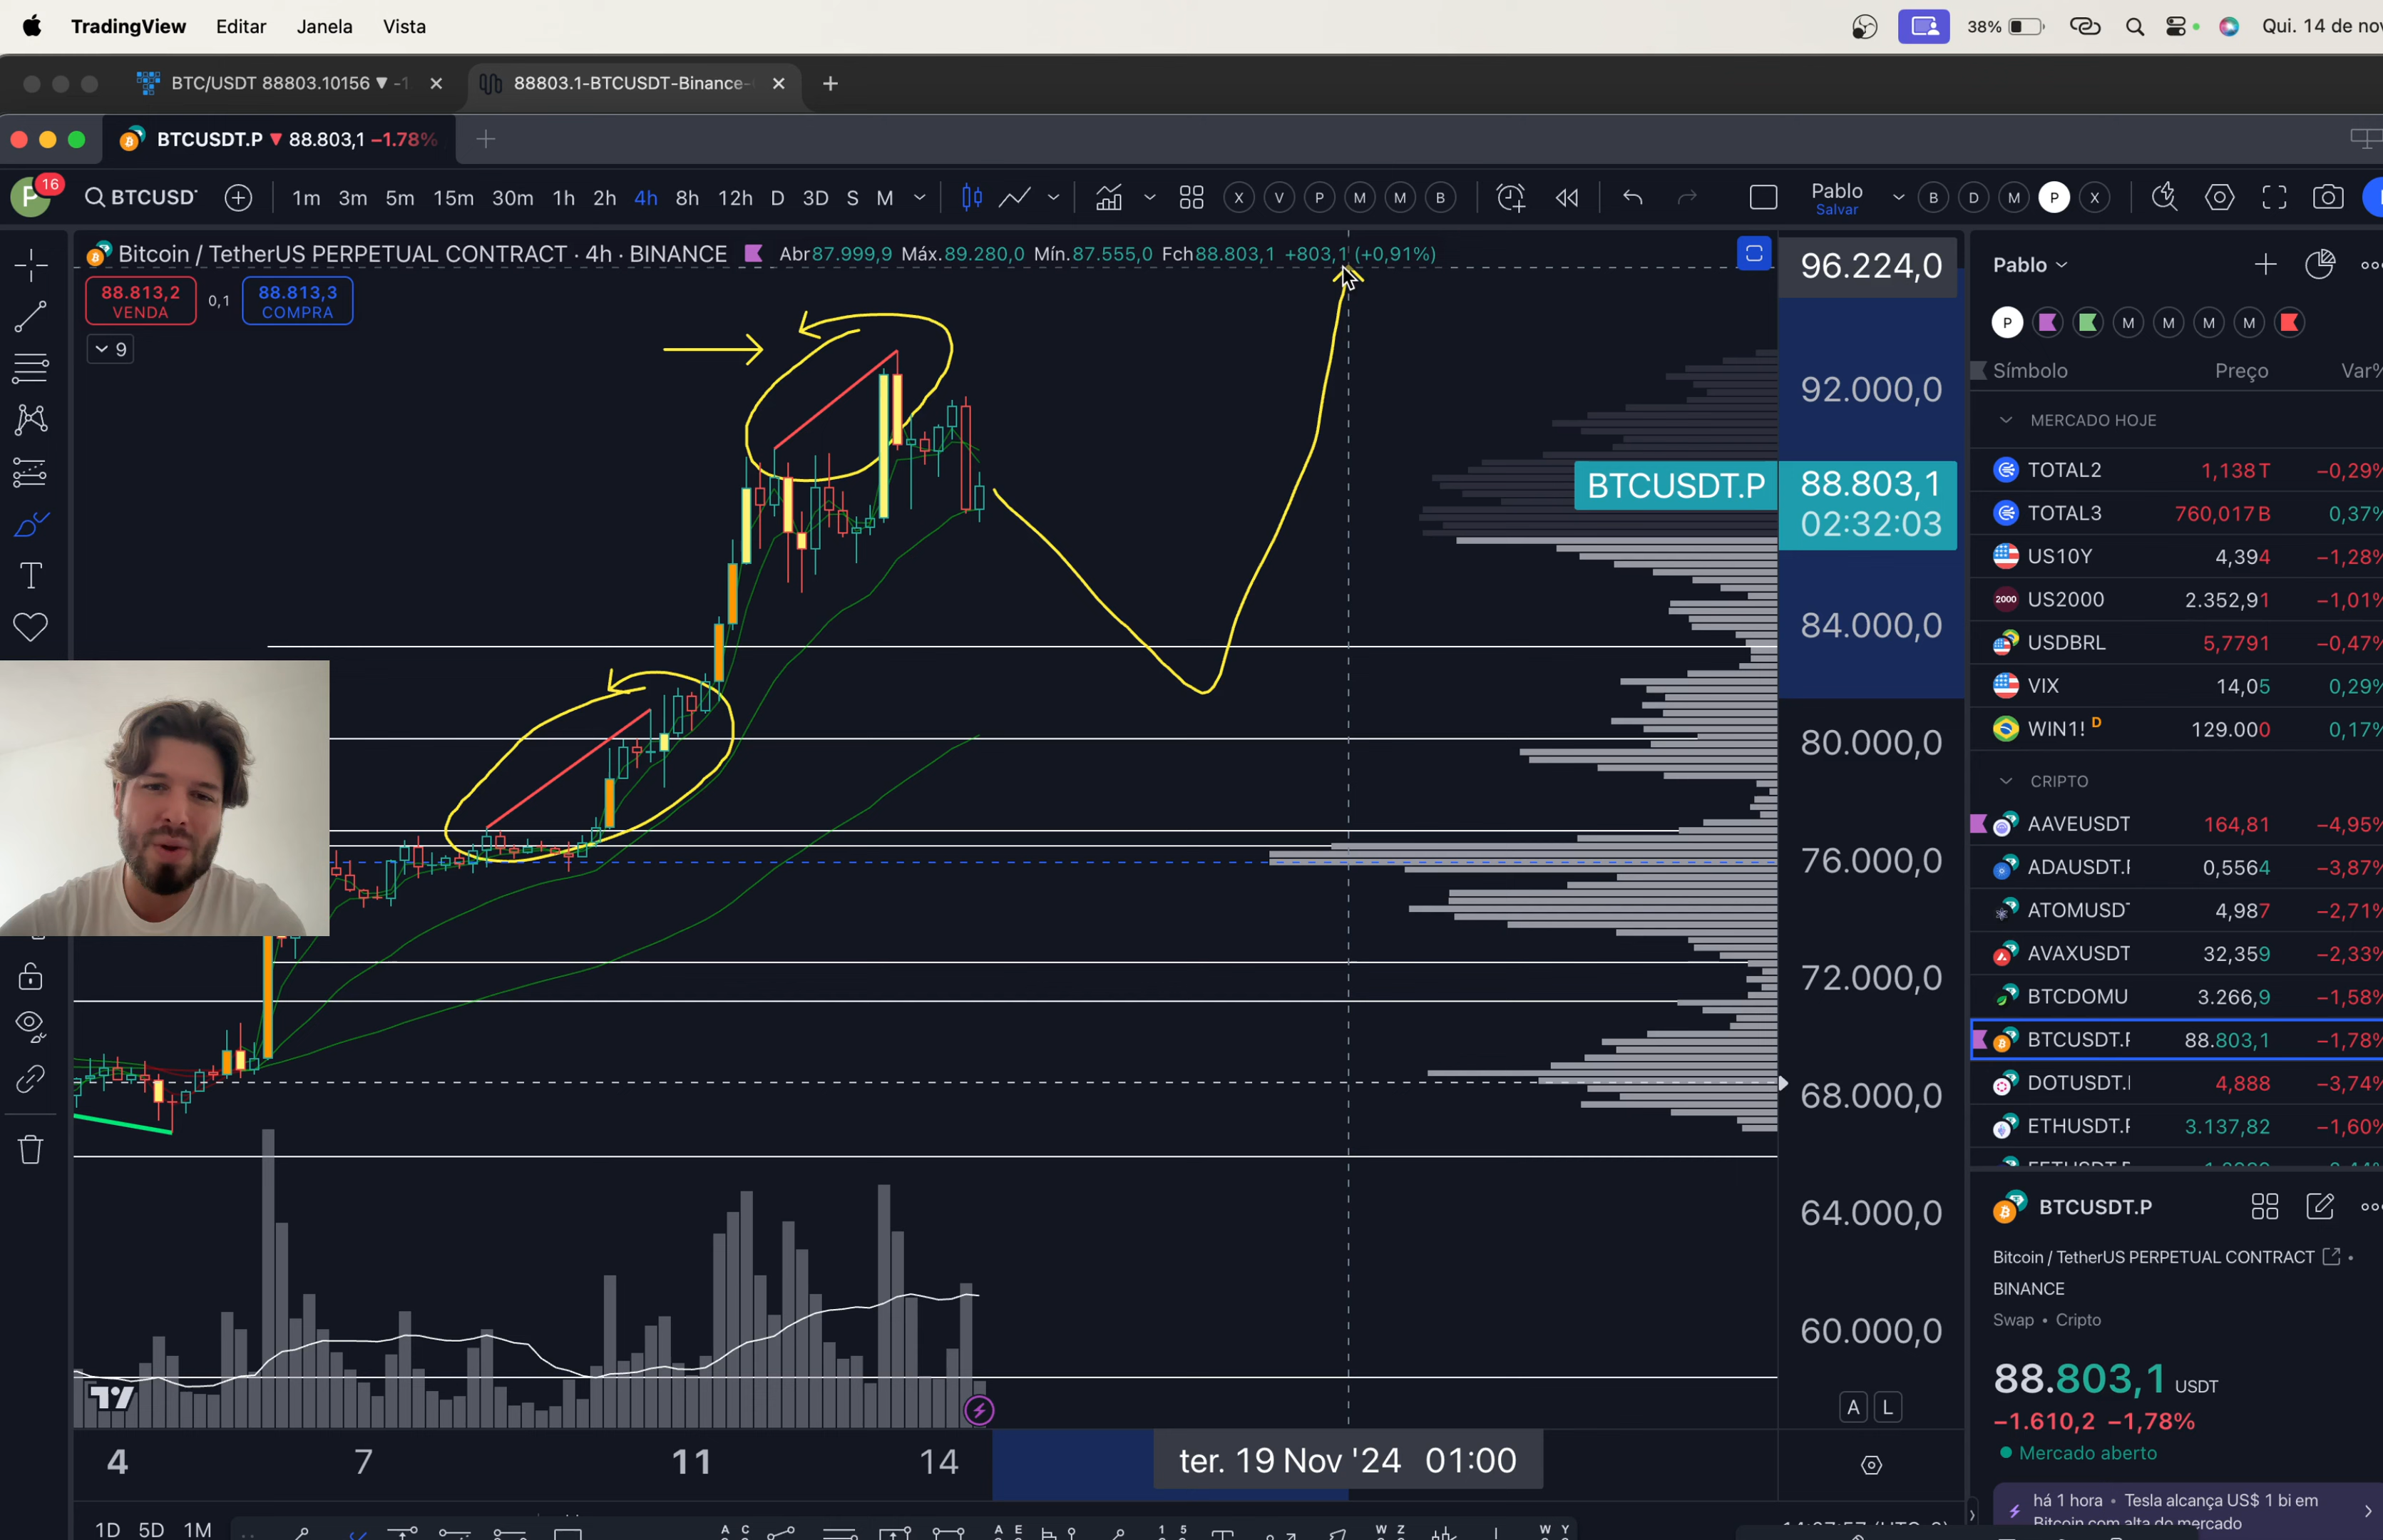 TradingView Editar Janela Vista
38%
Qui. 14 de nov
BTC/USDT 88803.10156 ▼ -1
88803.1-BTCUSDT-Binance-
BTCUSDT.P ▼ 88.803,1 −1.78%
P 16 BTCUSDT 1m 3m 5m 15m 30m 1h 2h 4h 8h 12h D 3D S M
X V P M M B
Pablo
Salvar
B D M P X
Bitcoin / TetherUS PERPETUAL CONTRACT · 4h · BINANCE Abr87.999,9 Máx.89.280,0 Mín.87.555,0 Fch88.803,1 +803,1 (+0,91%)
88.813,2
VENDA
0,1
88.813,3
COMPRA
9
96.224,0
92.000,0
BTCUSDT.P 88.803,1
02:32:03
84.000,0
80.000,0
76.000,0
72.000,0
68.000,0
64.000,0
60.000,0
A L
4 7 11 14 ter. 19 Nov '24 01:00
1D 5D 1M
Pablo
P M M M M
Símbolo Preço Var%
MERCADO HOJE
TOTAL2 1,138 T −0,29%
TOTAL3 760,017 B 0,37%
US10Y 4,394 −1,28%
2000 US2000 2.352,91 −1,01%
USDBRL 5,7791 −0,47%
VIX 14,05 0,29%
WIN1! D 129.000 0,17%
CRIPTO
AAVEUSDT 164,81 −4,95%
ADAUSDT.P 0,5564 −3,87%
ATOMUSDT 4,987 −2,71%
AVAXUSDT 32,359 −2,33%
BTCDOMU 3.266,9 −1,58%
BTCUSDT.P 88.803,1 −1,78%
DOTUSDT.P 4,888 −3,74%
ETHUSDT.P 3.137,82 −1,60%
BTCUSDT.P
Bitcoin / TetherUS PERPETUAL CONTRACT •
BINANCE
Swap • Cripto
88.803,1 USDT
−1.610,2 −1,78%
Mercado aberto
há 1 hora • Tesla alcança US$ 1 bi em
Bitcoin com alta do mercado